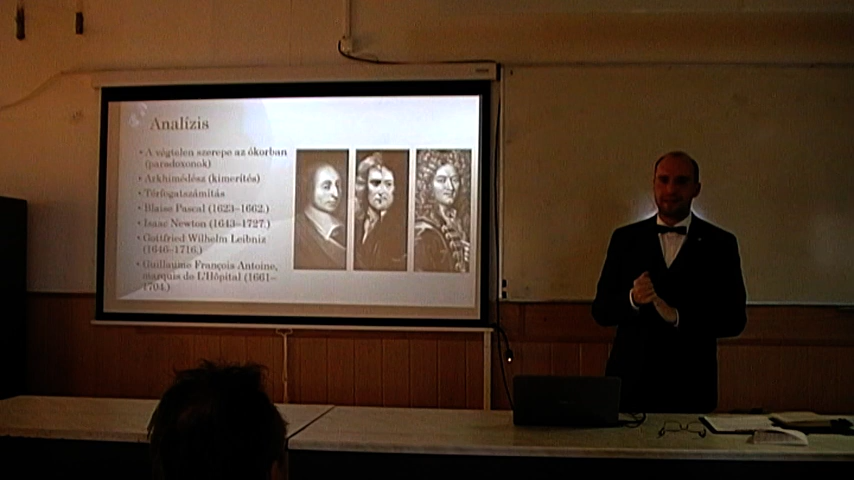 Analízis
• A végtelen szerepe az ókorban
(paradoxonok)
• Arkhimédész (kimerítés)
• Térfogatszámítás
• Blaise Pascal (1623–1662.)
• Isaac Newton (1643–1727.)
• Gottfried Wilhelm Leibniz
(1646–1716.)
• Guillaume François Antoine,
marquis de L'Hôpital (1661–
1704.)